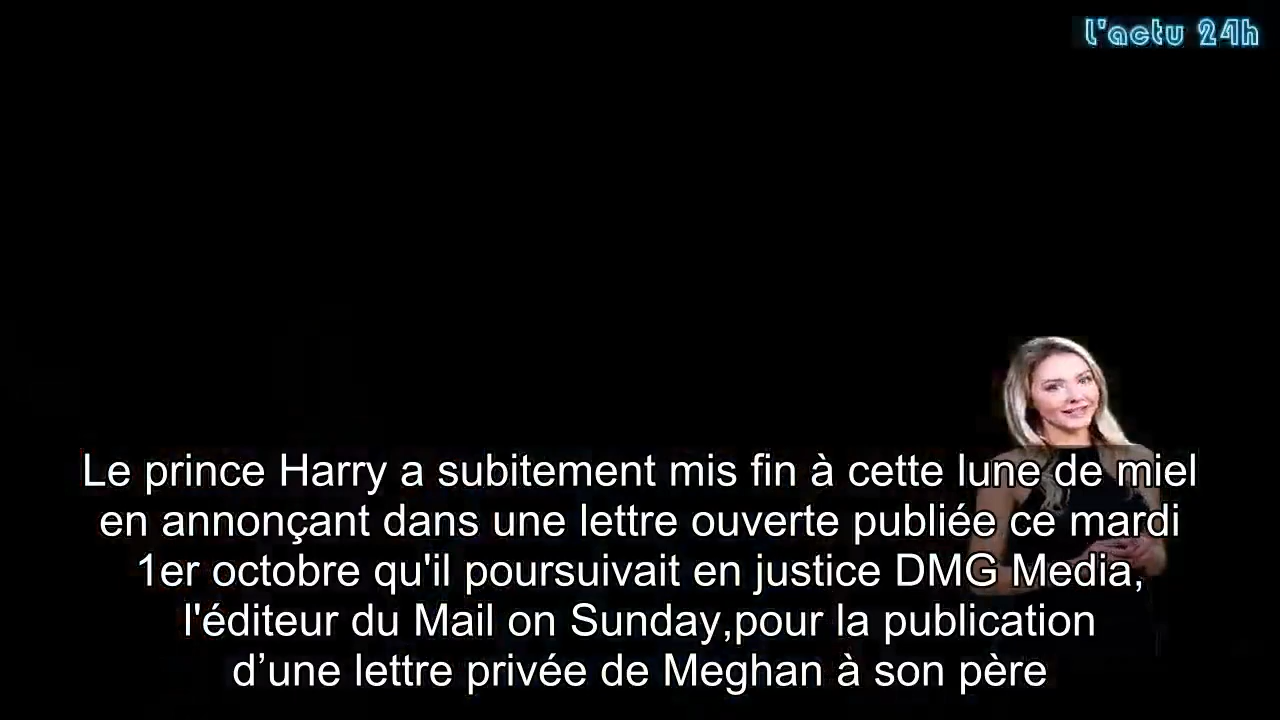 l'actu 24h
Le prince Harry a subitement mis fin à cette lune de miel
en annonçant dans une lettre ouverte publiée ce mardi
1er octobre qu'il poursuivait en justice DMG Media,
l'éditeur du Mail on Sunday,pour la publication
d’une lettre privée de Meghan à son père